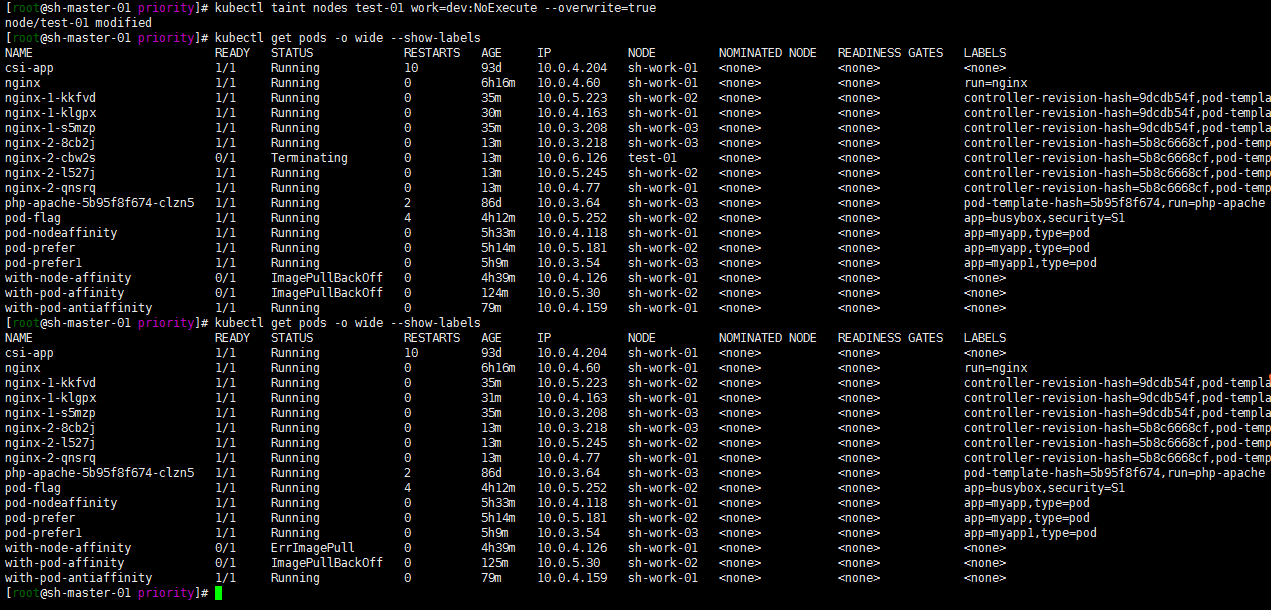 [root@sh-master-01 priority]# kubectl taint nodes test-01 work=dev:NoExecute --overwrite=true
node/test-01 modified
[root@sh-master-01 priority]# kubectl get pods -o wide --show-labels
NAME READY STATUS RESTARTS AGE IP NODE NOMINATED NODE READINESS GATES LABELS
csi-app 1/1 Running 10 93d 10.0.4.204 sh-work-01 <none> <none> <none>
nginx 1/1 Running 0 6h16m 10.0.4.60 sh-work-01 <none> <none> run=nginx
nginx-1-kkfvd 1/1 Running 0 35m 10.0.5.223 sh-work-02 <none> <none> controller-revision-hash=9dcdb54f,pod-templa
nginx-1-klgpx 1/1 Running 0 30m 10.0.4.163 sh-work-01 <none> <none> controller-revision-hash=9dcdb54f,pod-templa
nginx-1-s5mzp 1/1 Running 0 35m 10.0.3.208 sh-work-03 <none> <none> controller-revision-hash=9dcdb54f,pod-templa
nginx-2-8cb2j 1/1 Running 0 13m 10.0.3.218 sh-work-03 <none> <none> controller-revision-hash=5b8c6668cf,pod-temp
nginx-2-cbw2s 0/1 Terminating 0 13m 10.0.6.126 test-01 <none> <none> controller-revision-hash=5b8c6668cf,pod-temp
nginx-2-l527j 1/1 Running 0 13m 10.0.5.245 sh-work-02 <none> <none> controller-revision-hash=5b8c6668cf,pod-temp
nginx-2-qnsrq 1/1 Running 0 13m 10.0.4.77 sh-work-01 <none> <none> controller-revision-hash=5b8c6668cf,pod-temp
php-apache-5b95f8f674-clzn5 1/1 Running 2 86d 10.0.3.64 sh-work-03 <none> <none> pod-template-hash=5b95f8f674,run=php-apache
pod-flag 1/1 Running 4 4h12m 10.0.5.252 sh-work-02 <none> <none> app=busybox,security=S1
pod-nodeaffinity 1/1 Running 0 5h33m 10.0.4.118 sh-work-01 <none> <none> app=myapp,type=pod
pod-prefer 1/1 Running 0 5h14m 10.0.5.181 sh-work-02 <none> <none> app=myapp,type=pod
pod-prefer1 1/1 Running 0 5h9m 10.0.3.54 sh-work-03 <none> <none> app=myapp1,type=pod
with-node-affinity 0/1 ImagePullBackOff 0 4h39m 10.0.4.126 sh-work-01 <none> <none> <none>
with-pod-affinity 0/1 ImagePullBackOff 0 124m 10.0.5.30 sh-work-02 <none> <none> <none>
with-pod-antiaffinity 1/1 Running 0 79m 10.0.4.159 sh-work-01 <none> <none> <none>
[root@sh-master-01 priority]# kubectl get pods -o wide --show-labels
NAME READY STATUS RESTARTS AGE IP NODE NOMINATED NODE READINESS GATES LABELS
csi-app 1/1 Running 10 93d 10.0.4.204 sh-work-01 <none> <none> <none>
nginx 1/1 Running 0 6h16m 10.0.4.60 sh-work-01 <none> <none> run=nginx
nginx-1-kkfvd 1/1 Running 0 35m 10.0.5.223 sh-work-02 <none> <none> controller-revision-hash=9dcdb54f,pod-templa
nginx-1-klgpx 1/1 Running 0 31m 10.0.4.163 sh-work-01 <none> <none> controller-revision-hash=9dcdb54f,pod-templa
nginx-1-s5mzp 1/1 Running 0 35m 10.0.3.208 sh-work-03 <none> <none> controller-revision-hash=9dcdb54f,pod-templa
nginx-2-8cb2j 1/1 Running 0 13m 10.0.3.218 sh-work-03 <none> <none> controller-revision-hash=5b8c6668cf,pod-temp
nginx-2-l527j 1/1 Running 0 13m 10.0.5.245 sh-work-02 <none> <none> controller-revision-hash=5b8c6668cf,pod-temp
nginx-2-qnsrq 1/1 Running 0 13m 10.0.4.77 sh-work-01 <none> <none> controller-revision-hash=5b8c6668cf,pod-temp
php-apache-5b95f8f674-clzn5 1/1 Running 2 86d 10.0.3.64 sh-work-03 <none> <none> pod-template-hash=5b95f8f674,run=php-apache
pod-flag 1/1 Running 4 4h12m 10.0.5.252 sh-work-02 <none> <none> app=busybox,security=S1
pod-nodeaffinity 1/1 Running 0 5h33m 10.0.4.118 sh-work-01 <none> <none> app=myapp,type=pod
pod-prefer 1/1 Running 0 5h14m 10.0.5.181 sh-work-02 <none> <none> app=myapp,type=pod
pod-prefer1 1/1 Running 0 5h9m 10.0.3.54 sh-work-03 <none> <none> app=myapp1,type=pod
with-node-affinity 0/1 ErrImagePull 0 4h39m 10.0.4.126 sh-work-01 <none> <none> <none>
with-pod-affinity 0/1 ImagePullBackOff 0 125m 10.0.5.30 sh-work-02 <none> <none> <none>
with-pod-antiaffinity 1/1 Running 0 79m 10.0.4.159 sh-work-01 <none> <none> <none>
[root@sh-master-01 priority]#